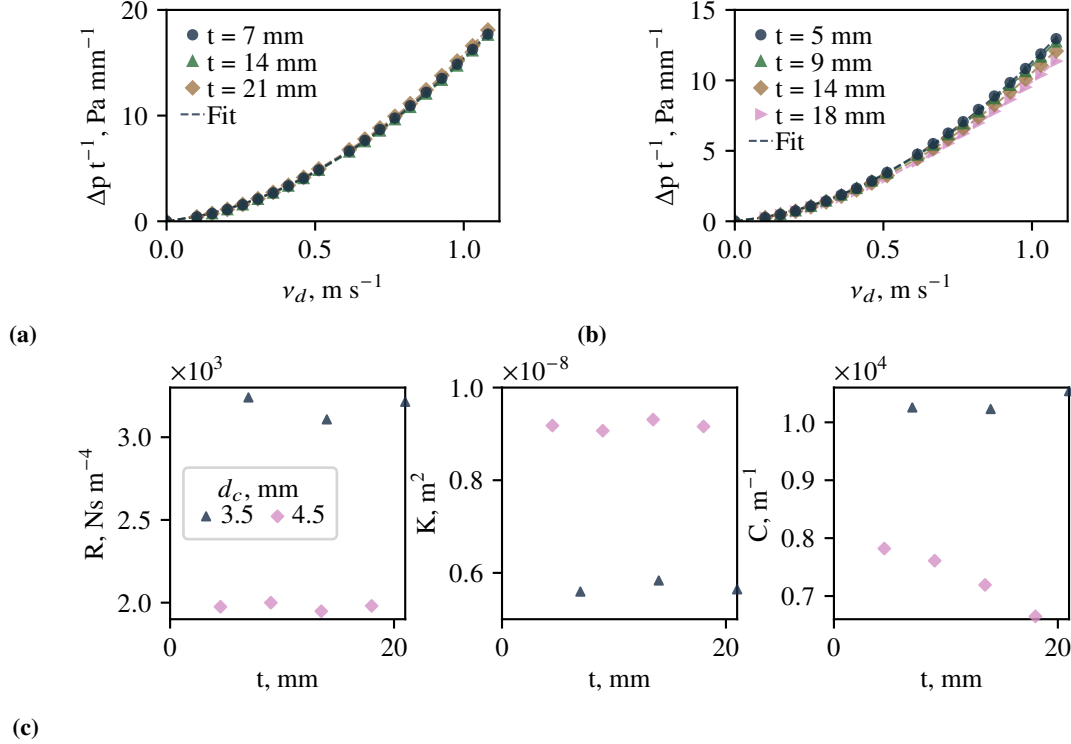 20
10
0
0.0
0.5
1.0
Δp t⁻¹, Pa mm⁻¹
t = 7 mm
t = 14 mm
t = 21 mm
Fit
ν_d, m s⁻¹
(a)
15
10
5
0
0.0
0.5
1.0
Δp t⁻¹, Pa mm⁻¹
t = 5 mm
t = 9 mm
t = 14 mm
t = 18 mm
Fit
ν_d, m s⁻¹
(b)
×10³
3.0
2.5
2.0
0
20
R, Ns m⁻⁴
d_c, mm
3.5 4.5
t, mm
×10⁻⁸
1.0
0.8
0.6
0
20
K, m²
t, mm
×10⁴
1.0
0.8
0.7
0
20
C, m⁻¹
t, mm
(c)